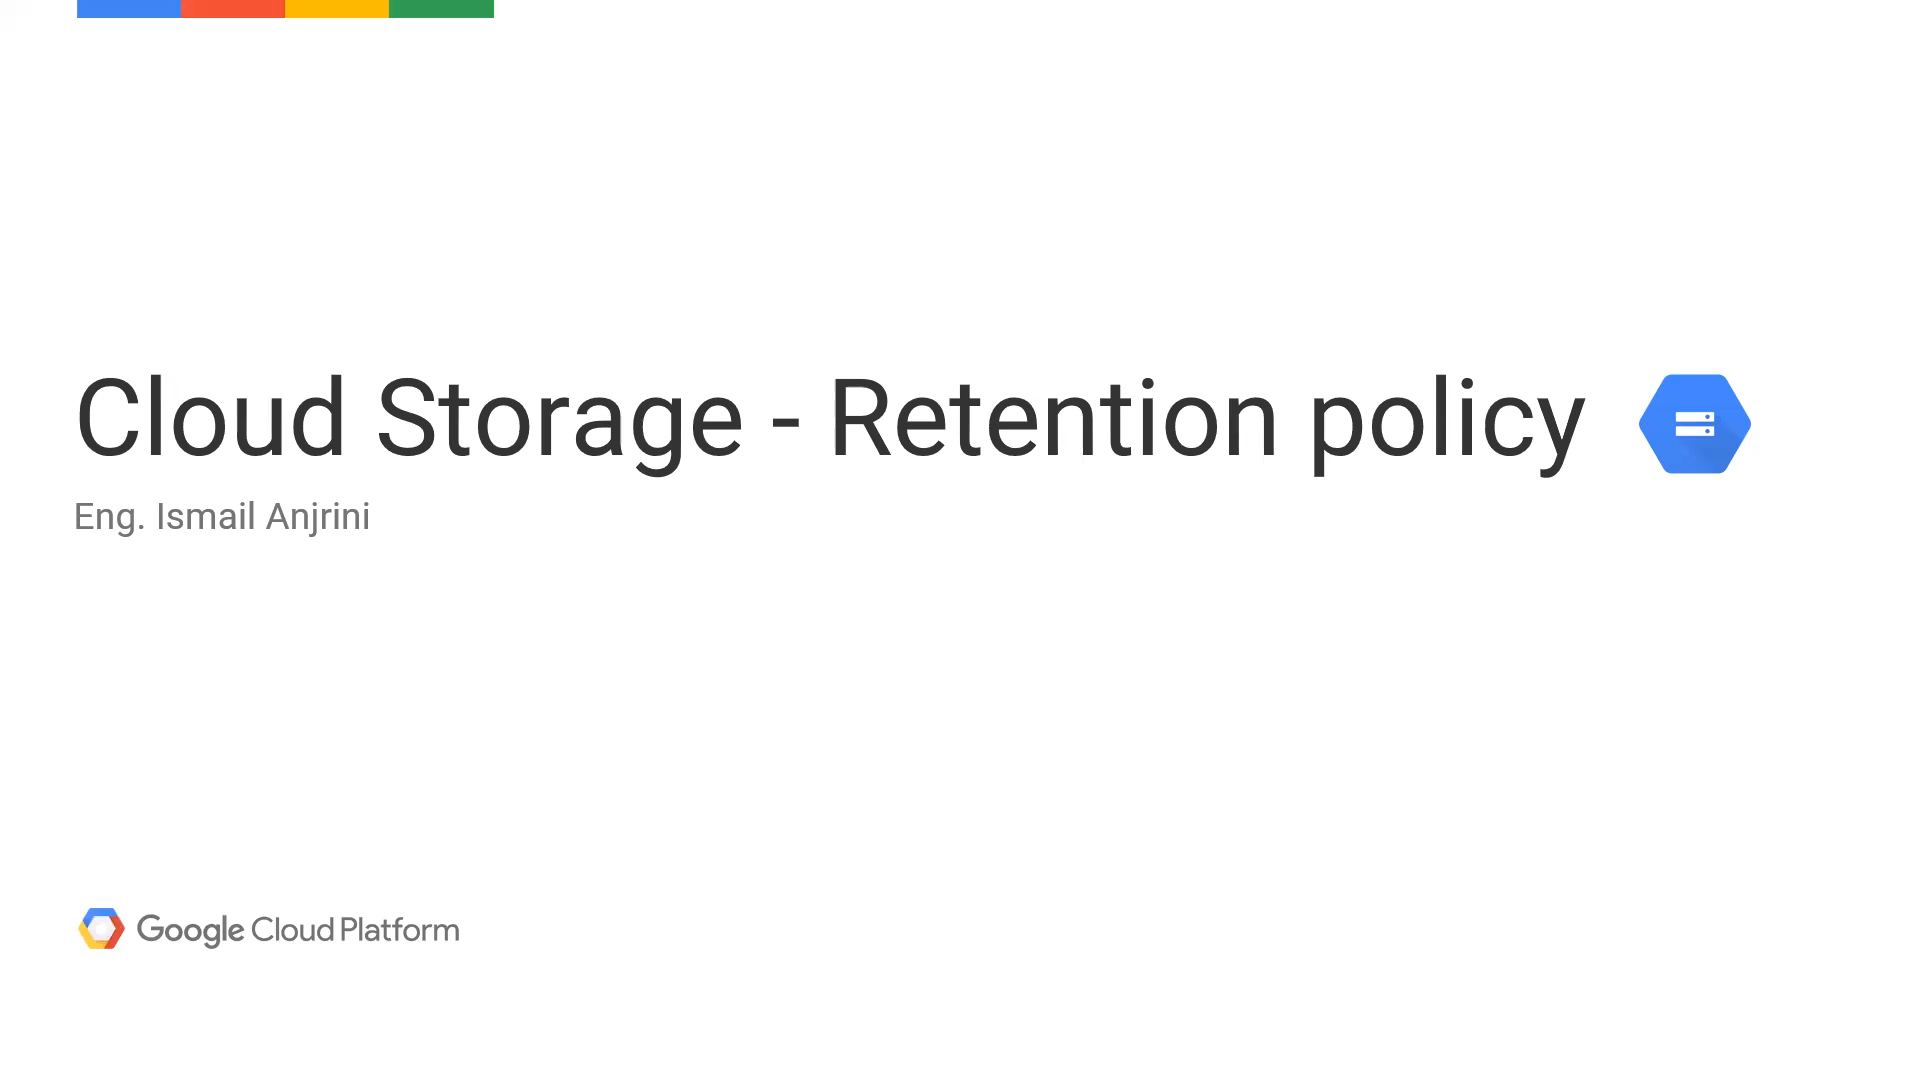 Cloud Storage - Retention policy
Eng. Ismail Anjrini
Google Cloud Platform